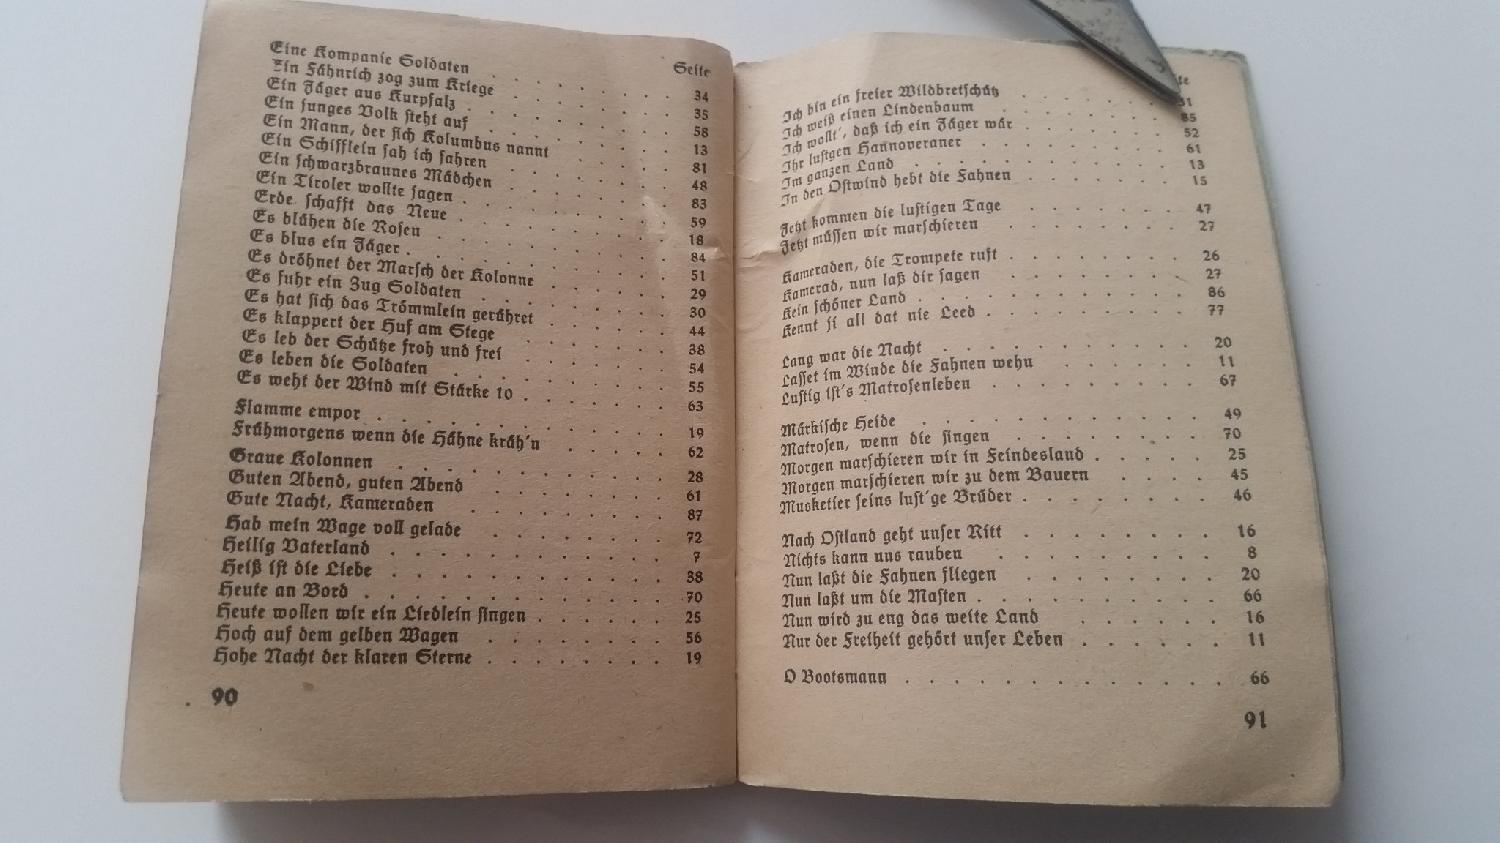 Seite
Eine Kompanie Soldaten . . . . . . . 34
Ein Fähnrich zog zum Kriege . . . . . . 35
Ein Jäger aus Kurpfalz . . . . . . . 58
Ein junges Volk steht auf . . . . . . . 13
Ein Mann, der sich Kolumbus nannt . . . . 81
Ein Schifflein sah ich fahren . . . . . . 48
Ein schwarzbraunes Mädchen . . . . . . 83
Ein Tiroler wollte jagen . . . . . . . 59
Erde schafft das Neue . . . . . . . 18
Es blühen die Rosen . . . . . . . 84
Es blus ein Jäger . . . . . . . 51
Es dröhnet der Marsch der Kolonne . . . . 29
Es fuhr ein Zug Soldaten . . . . . . 30
Es hat sich das Trömmlein gerühret . . . . 44
Es klappert der Huf am Stege . . . . . 38
Es leb der Schütze froh und frei . . . . . 54
Es leben die Soldaten . . . . . . . 55
Es weht der Wind mit Stärke 10 . . . . . 63
Flamme empor . . . . . . . . 19
Frühmorgens wenn die Hähne kräh'n . . . . 62
Graue Kolonnen . . . . . . . . 28
Guten Abend, guten Abend . . . . . . 61
Gute Nacht, Kameraden . . . . . . . 87
Hab mein Wage voll gelade . . . . . . 72
Heilig Vaterland . . . . . . . . 7
Heiß ist die Liebe . . . . . . . . 38
Heute an Bord . . . . . . . . . 70
Heute wollen wir ein Liedlein singen . . . . . 25
Hoch auf dem gelben Wagen . . . . . . 56
Hohe Nacht der klaren Sterne . . . . . . 19
90
Ich bin ein freier Wildbretschütz . . . . . 31
Ich weiß einen Lindenbaum . . . . . . 85
Ich wollt', daß ich ein Jäger wär . . . . . 52
Ihr lustgen Hannoveraner . . . . . . 61
Im ganzen Land . . . . . . . . 13
In den Ostwind hebt die Fahnen . . . . . 15
Jetzt kommen die lustigen Tage . . . . . 47
Jetzt müssen wir marschieren . . . . . . 27
Kameraden, die Trompete ruft . . . . . . 26
Kamerad, nun laß dir sagen . . . . . . 27
Kein schöner Land . . . . . . . . 86
Kennt ji all dat nie Leed . . . . . . . 77
Lang war die Nacht . . . . . . . . 20
Lasset im Winde die Fahnen wehn . . . . . 11
Lustig ist's Matrosenleben . . . . . . . 67
Märkische Heide . . . . . . . . 49
Matrosen, wenn die singen . . . . . . 70
Morgen marschieren wir in Feindesland . . . . 25
Morgen marschieren wir zu dem Bauern . . . . 45
Musketier seins lust'ge Brüder . . . . . . 46
Nach Ostland geht unser Ritt . . . . . . 16
Nichts kann uns rauben . . . . . . . 8
Nun laßt die Fahnen fliegen . . . . . . 20
Nun laßt um die Masten . . . . . . . 66
Nun wird zu eng das weite Land . . . . . 16
Nur der Freiheit gehört unser Leben . . . . . 11
O Bootsmann . . . . . . . . . 66
91